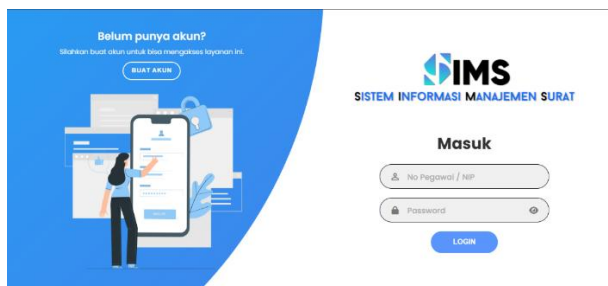 Belum punya akun?
Silahkan buat akun untuk bisa mengakses layanan ini.
BUAT AKUN
SIMS
SISTEM INFORMASI MANAJEMEN SURAT
Masuk
No Pegawai / NIP
Password
LOGIN